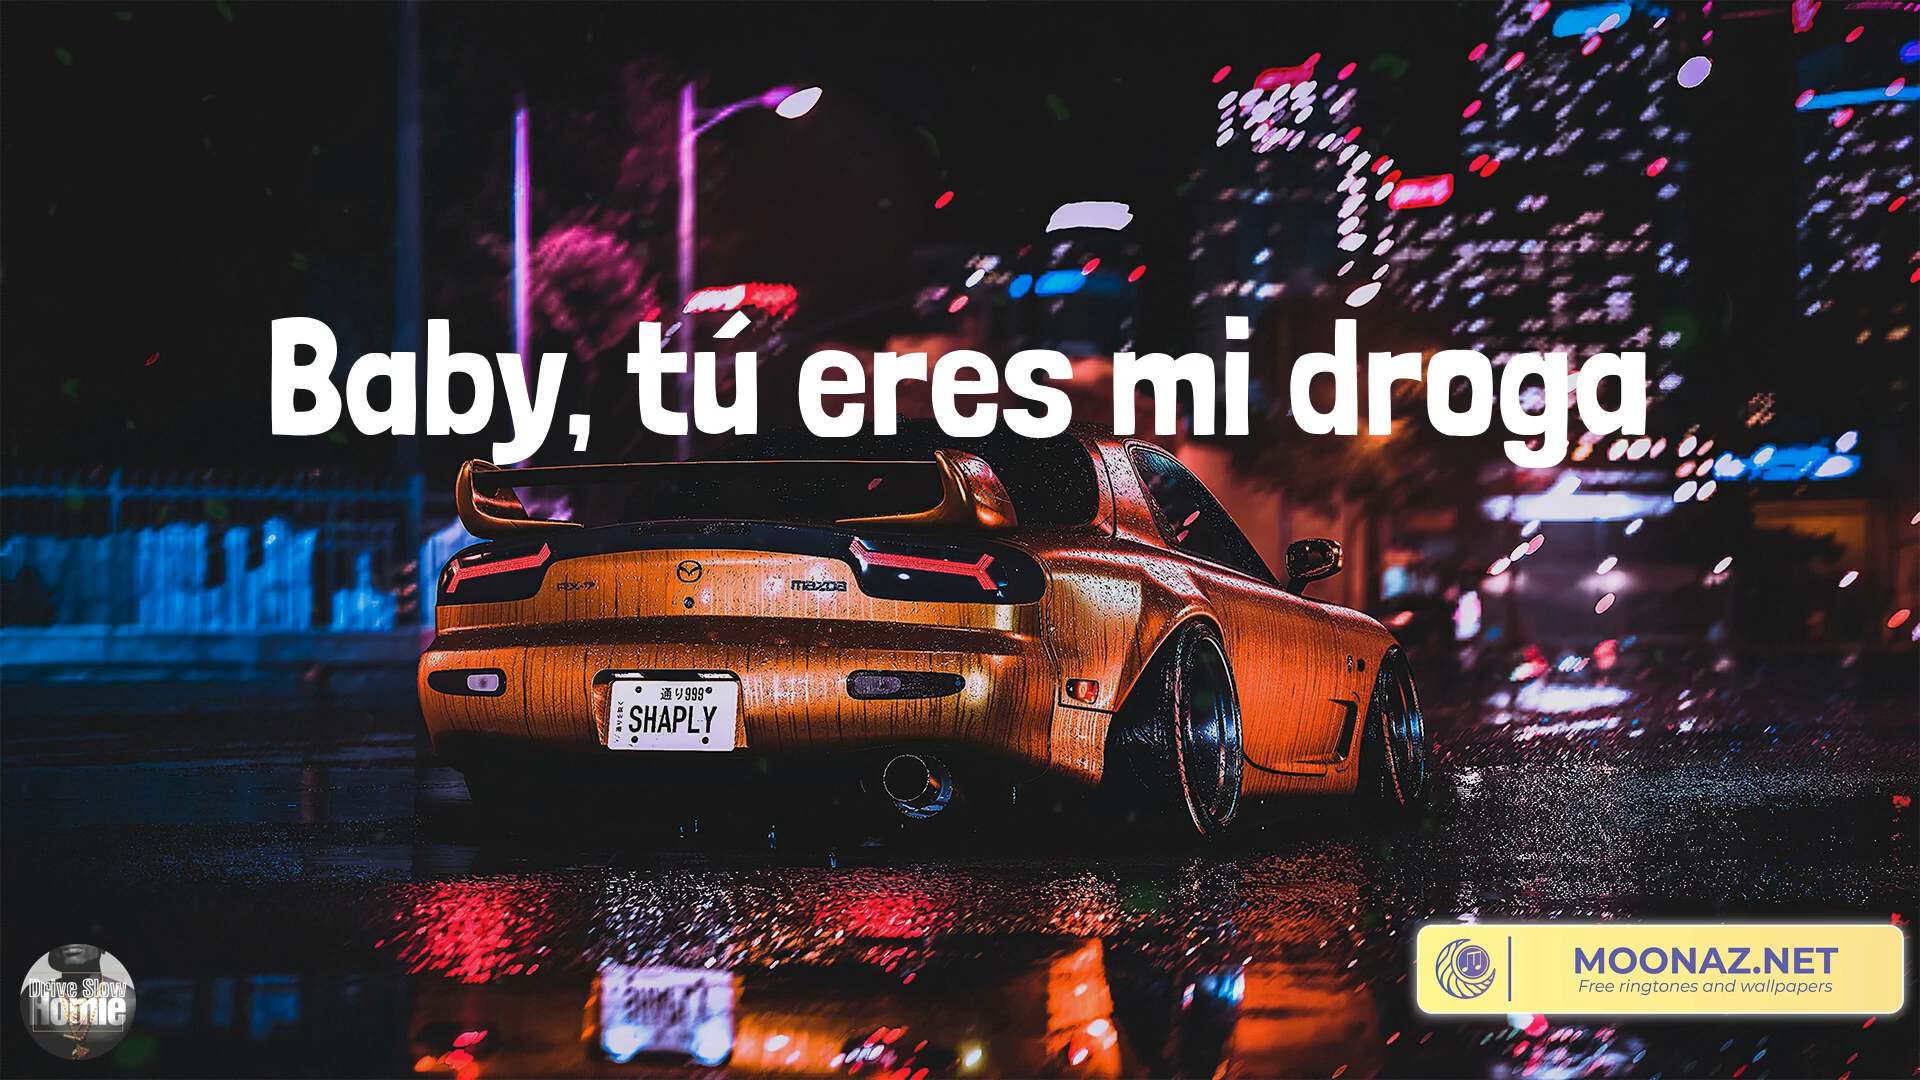 Baby, tú eres mi droga
RX-7
mazda
通り999
SHAPLY
Drive Slow
Homie
MOONAZ.NET
Free ringtones and wallpapers